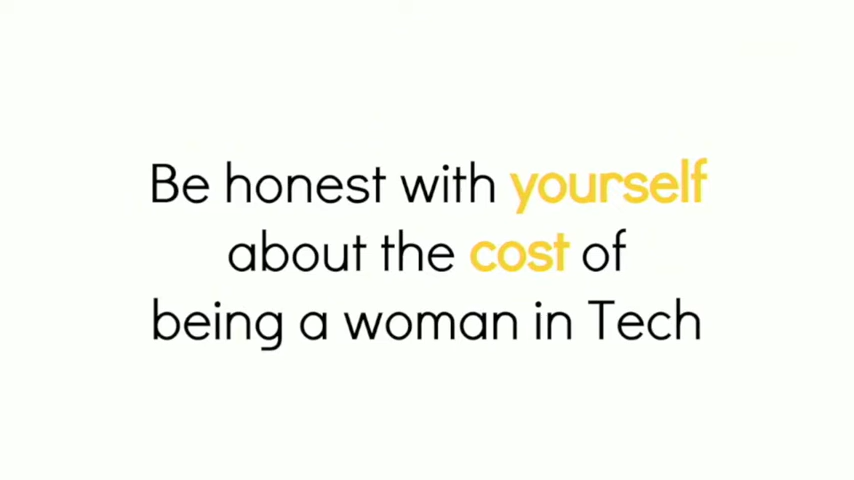 Be honest with yourself
about the cost of
being a woman in Tech